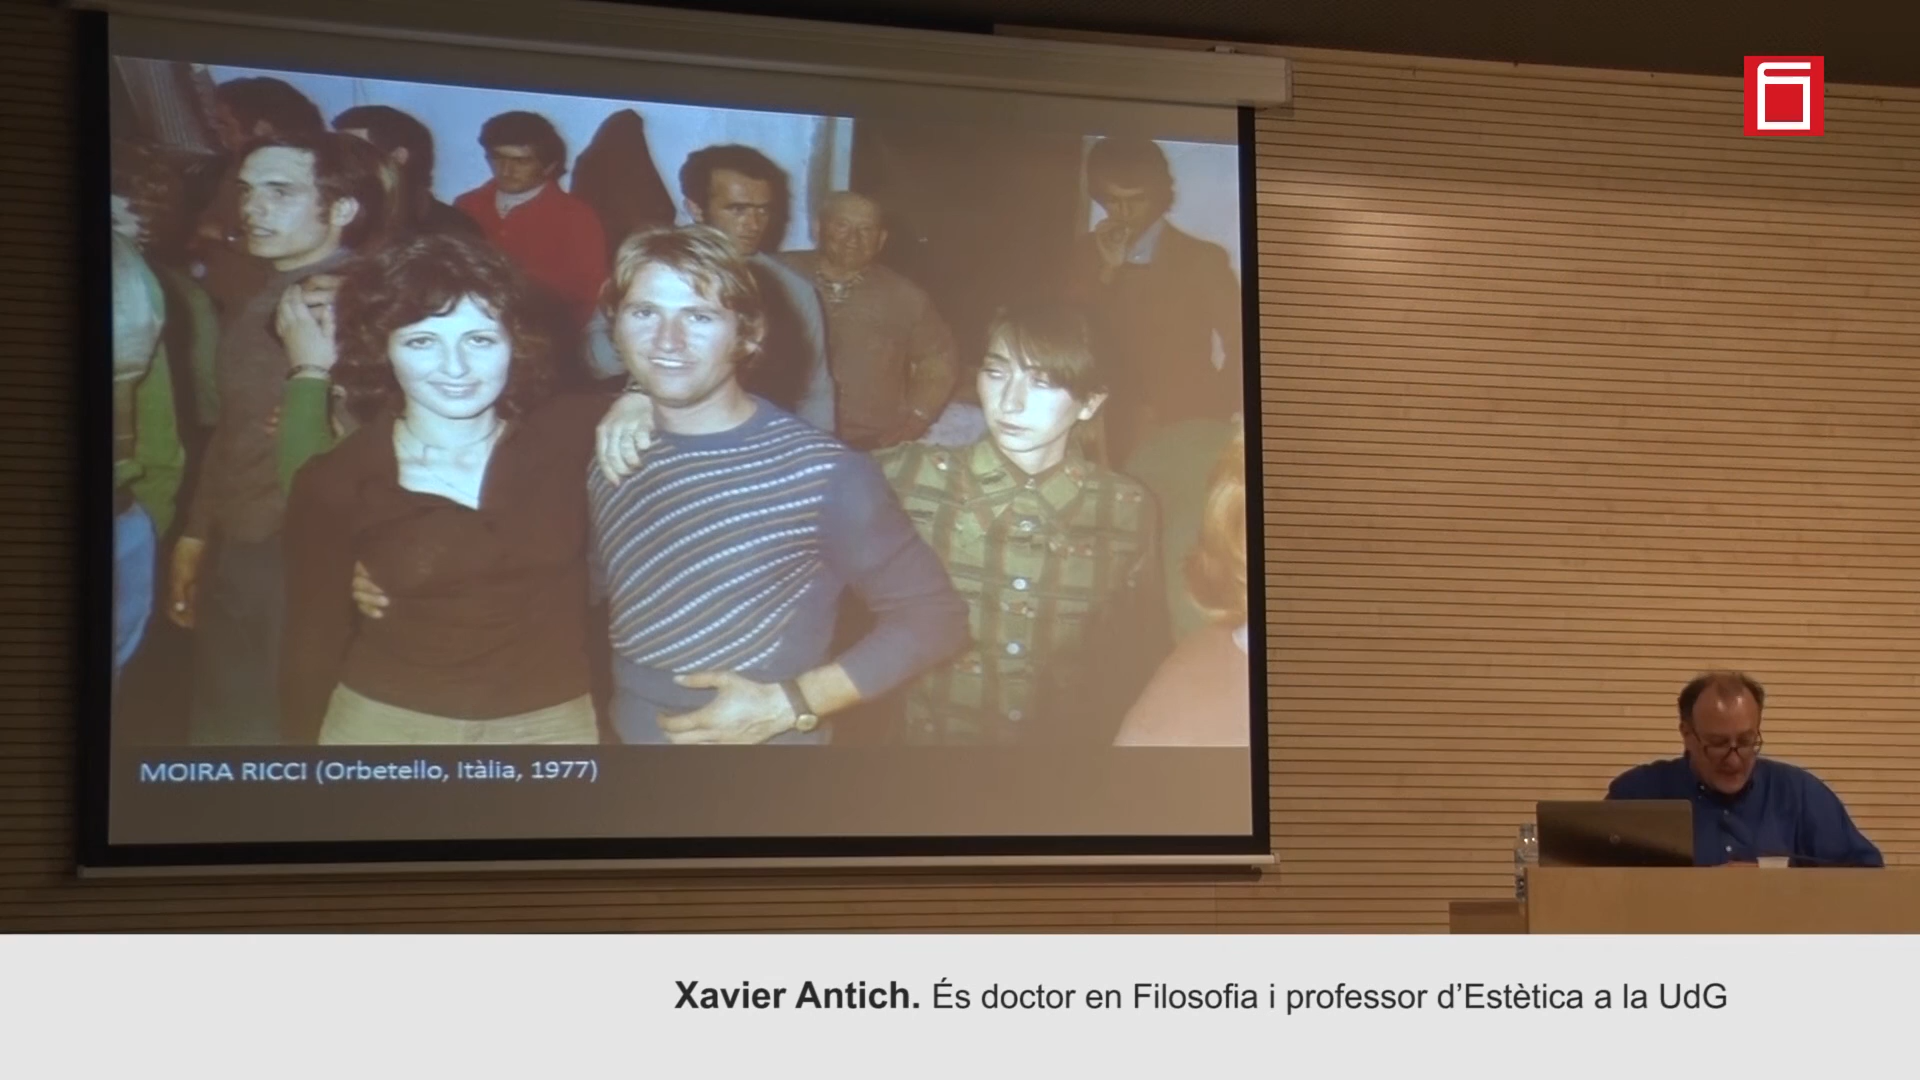 MOIRA RICCI (Orbetello, Itàlia, 1977)
Xavier Antich. És doctor en Filosofia i professor d’Estètica a la UdG